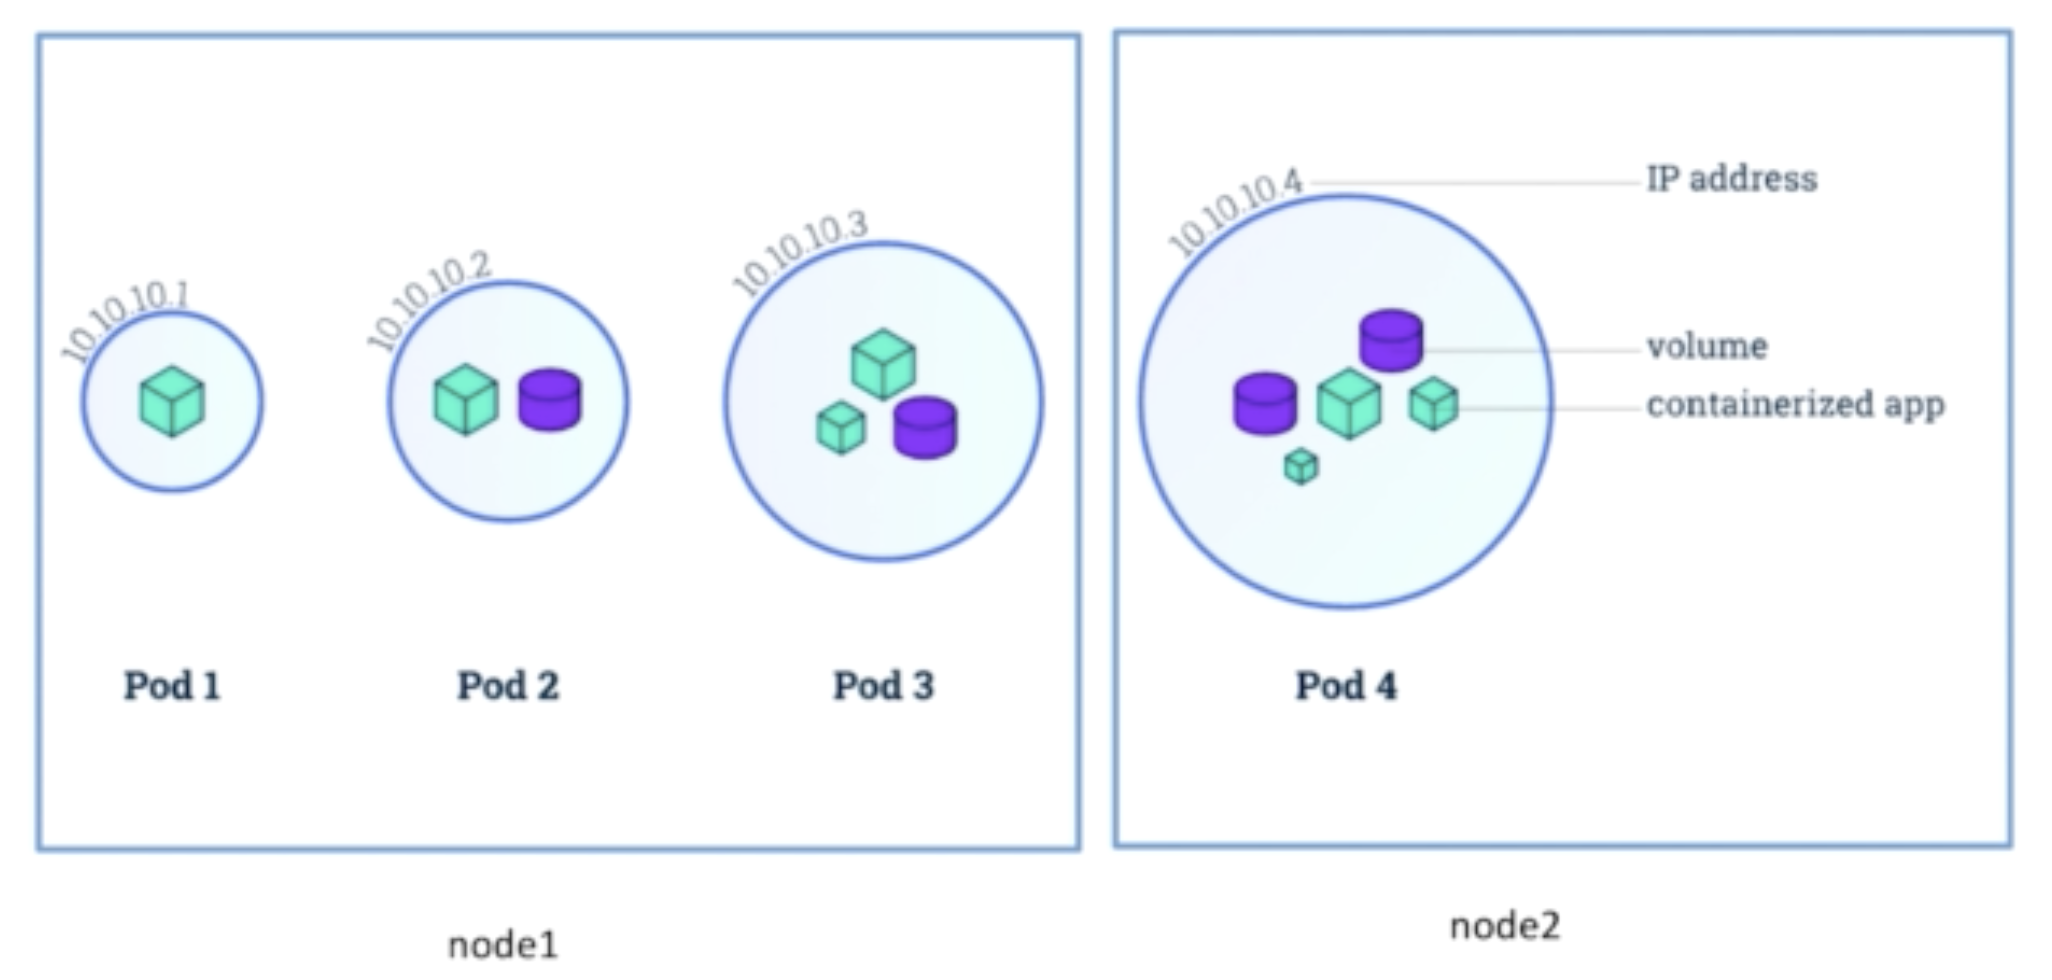 10.10.10.1
10.10.10.2
10.10.10.3
10.10.10.4
IP address
volume
containerized app
Pod 1
Pod 2
Pod 3
Pod 4
node1
node2